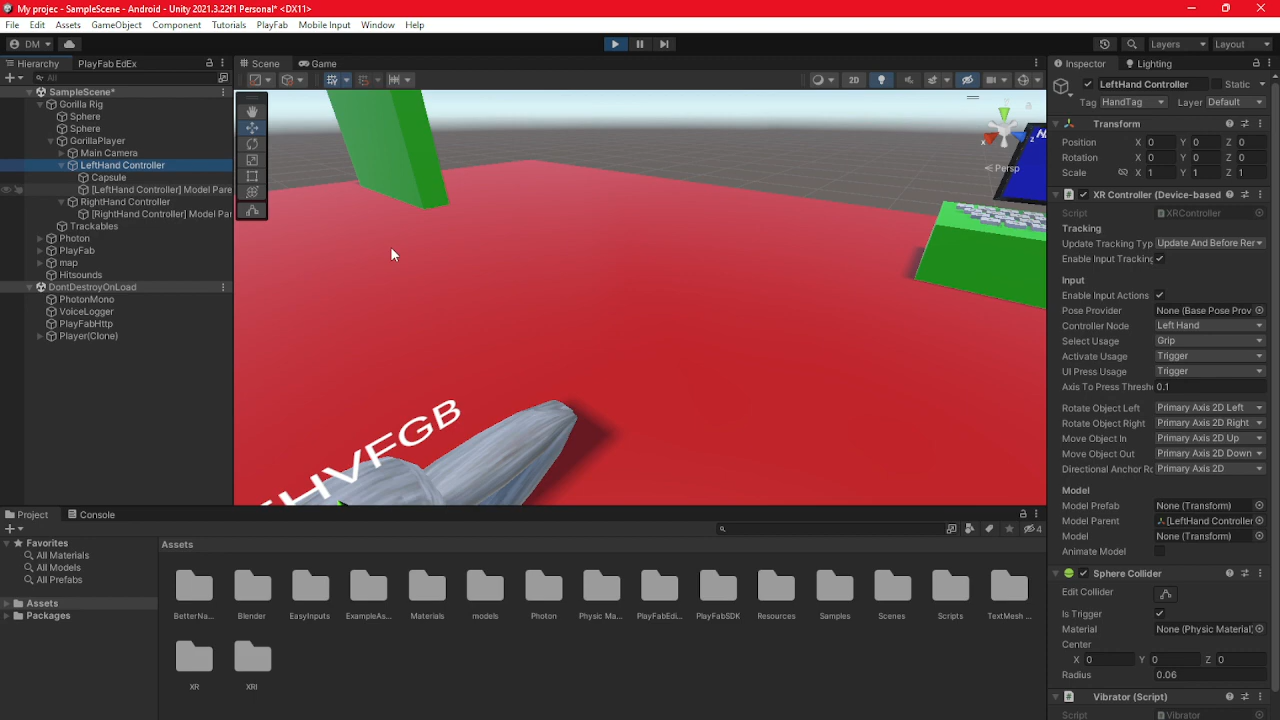 My projec - SampleScene - Android - Unity 2021.3.22f1 Personal* <DX11>
File Edit Assets GameObject Component Tutorials PlayFab Mobile Input Window Help
DM Layers Layout
Hierarchy PlayFab EdEx
All
SampleScene*
Gorilla Rig
Sphere
Sphere
GorillaPlayer
Main Camera
LeftHand Controller
Capsule
[LeftHand Controller] Model Pare
RightHand Controller
[RightHand Controller] Model Par
Trackables
Photon
PlayFab
map
Hitsounds
DontDestroyOnLoad
PhotonMono
VoiceLogger
PlayFabHttp
Player(Clone)
Scene Game
2D
x z
Persp
HVFGB
Inspector Lighting
LeftHand Controller Static
Tag HandTag Layer Default
Transform
Position X 0 Y 0 Z 0
Rotation X 0 Y 0 Z 0
Scale X 1 Y 1 Z 1
XR Controller (Device-based
Script XRController
Tracking
Update Tracking Typ Update And Before Rer
Enable Input Tracking
Input
Enable Input Actions
Pose Provider None (Base Pose Prov
Controller Node Left Hand
Select Usage Grip
Activate Usage Trigger
UI Press Usage Trigger
Axis To Press Thresh 0.1
Rotate Object Left Primary Axis 2D Left
Rotate Object Right Primary Axis 2D Right
Move Object In Primary Axis 2D Up
Move Object Out Primary Axis 2D Down
Directional Anchor Rc Primary Axis 2D
Model
Model Prefab None (Transform)
Model Parent [LeftHand Controller
Model None (Transform)
Animate Model
Sphere Collider
Edit Collider
Is Trigger
Material None (Physic Material)
Center
X 0 Y 0 Z 0
Radius 0.06
Vibrator (Script)
Script Vibrator
Project Console
4
Favorites
All Materials
All Models
All Prefabs
Assets
Packages
Assets
BetterNa... Blender EasyInputs ExampleAs... Materials models Photon Physic Ma... PlayFabEdi... PlayFabSDK Resources Samples Scenes Scripts TextMesh ...
XR XRI